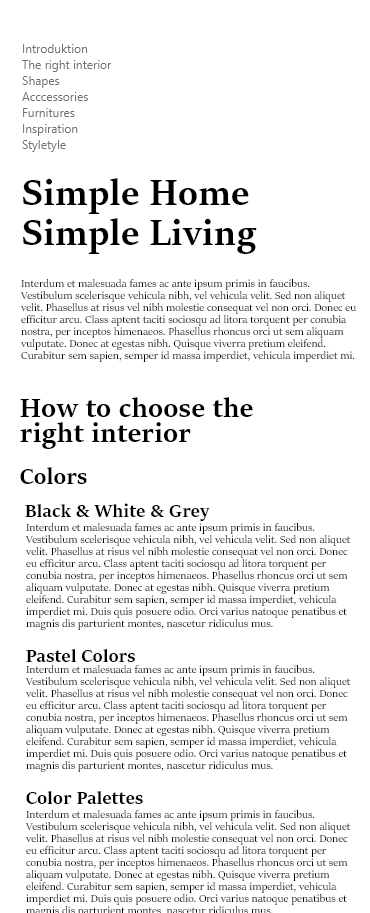 Introduktion
The right interior
Shapes
Acccessories
Furnitures
Inspiration
Styletyle
Simple Home
Simple Living
Interdum et malesuada fames ac ante ipsum primis in faucibus.
Vestibulum scelerisque vehicula nibh, vel vehicula velit. Sed non aliquet
velit. Phasellus at risus vel nibh molestie consequat vel non orci. Donec eu
efficitur arcu. Class aptent taciti sociosqu ad litora torquent per conubia
nostra, per inceptos himenaeos. Phasellus rhoncus orci ut sem aliquam
vulputate. Donec at egestas nibh. Quisque viverra pretium eleifend.
Curabitur sem sapien, semper id massa imperdiet, vehicula imperdiet mi.
How to choose the
right interior
Colors
Black & White & Grey
Interdum et malesuada fames ac ante ipsum primis in faucibus.
Vestibulum scelerisque vehicula nibh, vel vehicula velit. Sed non aliquet
velit. Phasellus at risus vel nibh molestie consequat vel non orci. Donec
eu efficitur arcu. Class aptent taciti sociosqu ad litora torquent per
conubia nostra, per inceptos himenaeos. Phasellus rhoncus orci ut sem
aliquam vulputate. Donec at egestas nibh. Quisque viverra pretium
eleifend. Curabitur sem sapien, semper id massa imperdiet, vehicula
imperdiet mi. Duis quis posuere odio. Orci varius natoque penatibus et
magnis dis parturient montes, nascetur ridiculus mus.
Pastel Colors
Interdum et malesuada fames ac ante ipsum primis in faucibus.
Vestibulum scelerisque vehicula nibh, vel vehicula velit. Sed non aliquet
velit. Phasellus at risus vel nibh molestie consequat vel non orci. Donec
eu efficitur arcu. Class aptent taciti sociosqu ad litora torquent per
conubia nostra, per inceptos himenaeos. Phasellus rhoncus orci ut sem
aliquam vulputate. Donec at egestas nibh. Quisque viverra pretium
eleifend. Curabitur sem sapien, semper id massa imperdiet, vehicula
imperdiet mi. Duis quis posuere odio. Orci varius natoque penatibus et
magnis dis parturient montes, nascetur ridiculus mus.
Color Palettes
Interdum et malesuada fames ac ante ipsum primis in faucibus.
Vestibulum scelerisque vehicula nibh, vel vehicula velit. Sed non aliquet
velit. Phasellus at risus vel nibh molestie consequat vel non orci. Donec
eu efficitur arcu. Class aptent taciti sociosqu ad litora torquent per
conubia nostra, per inceptos himenaeos. Phasellus rhoncus orci ut sem
aliquam vulputate. Donec at egestas nibh. Quisque viverra pretium
eleifend. Curabitur sem sapien, semper id massa imperdiet, vehicula
imperdiet mi. Duis quis posuere odio. Orci varius natoque penatibus et
magnis dis parturient montes, nascetur ridiculus mus.